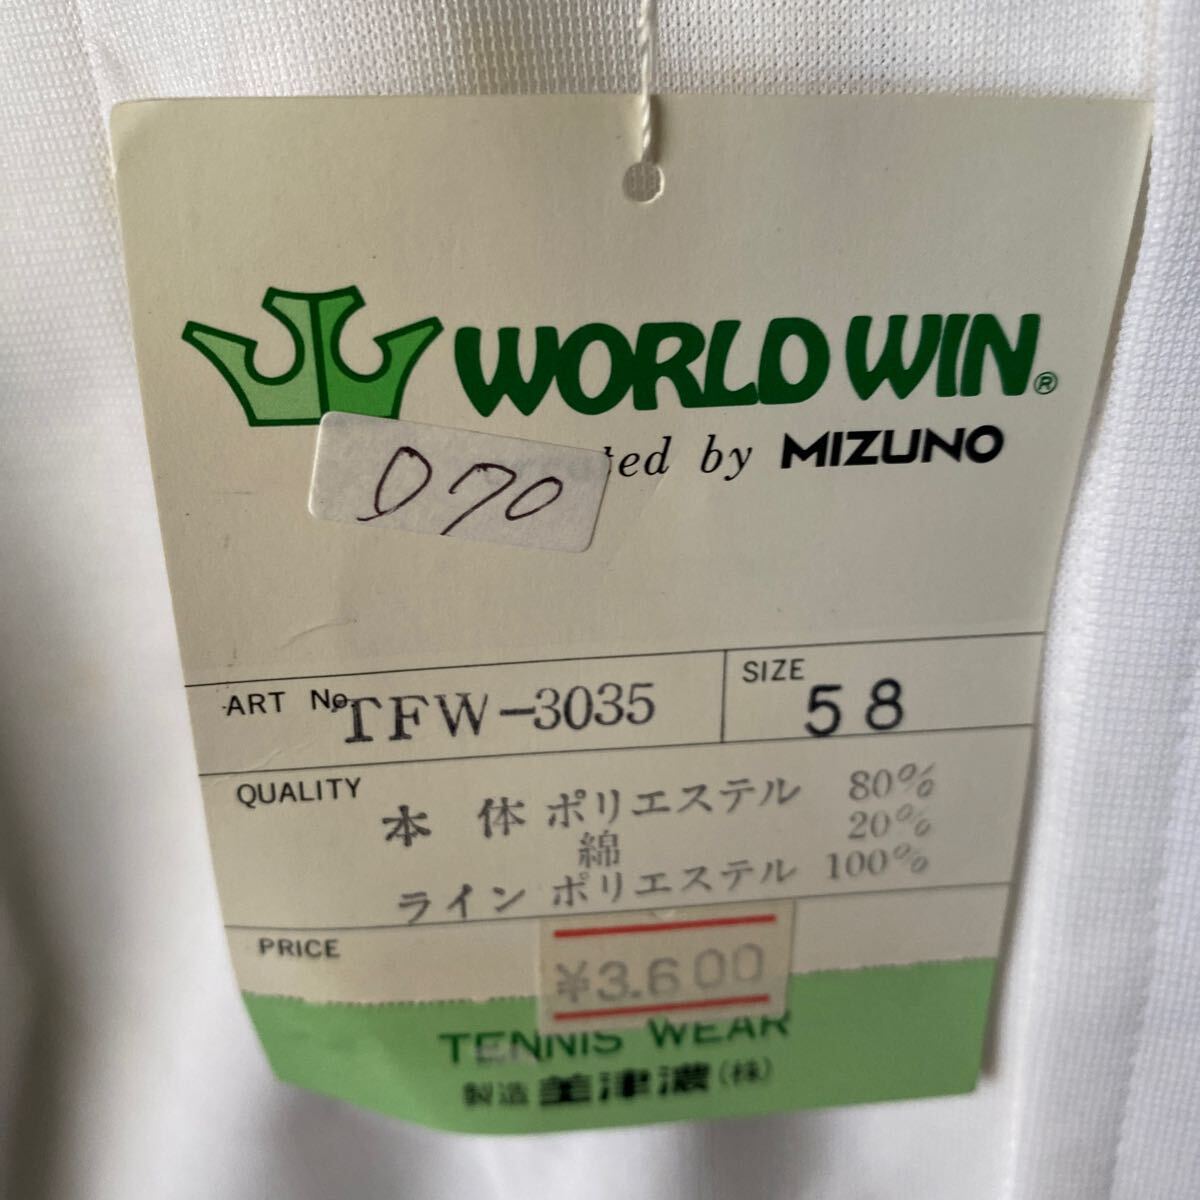 WORLD WIN®
by MIZUNO
D70
ART No. TFW-3035
SIZE 58
QUALITY
本体 ポリエステル 80%
綿 20%
ライン ポリエステル 100%
PRICE
¥3.600
TENNIS WEAR
製造 美津濃(株)